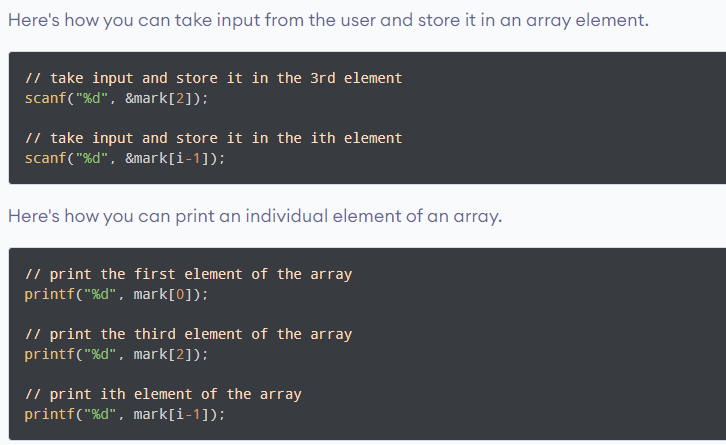 Here's how you can take input from the user and store it in an array element.
// take input and store it in the 3rd element
scanf("%d", &mark[2]);
// take input and store it in the ith element
scanf("%d", &mark[i-1]);
Here's how you can print an individual element of an array.
// print the first element of the array
printf("%d", mark[0]);
// print the third element of the array
printf("%d", mark[2]);
// print ith element of the array
printf("%d", mark[i-1]);